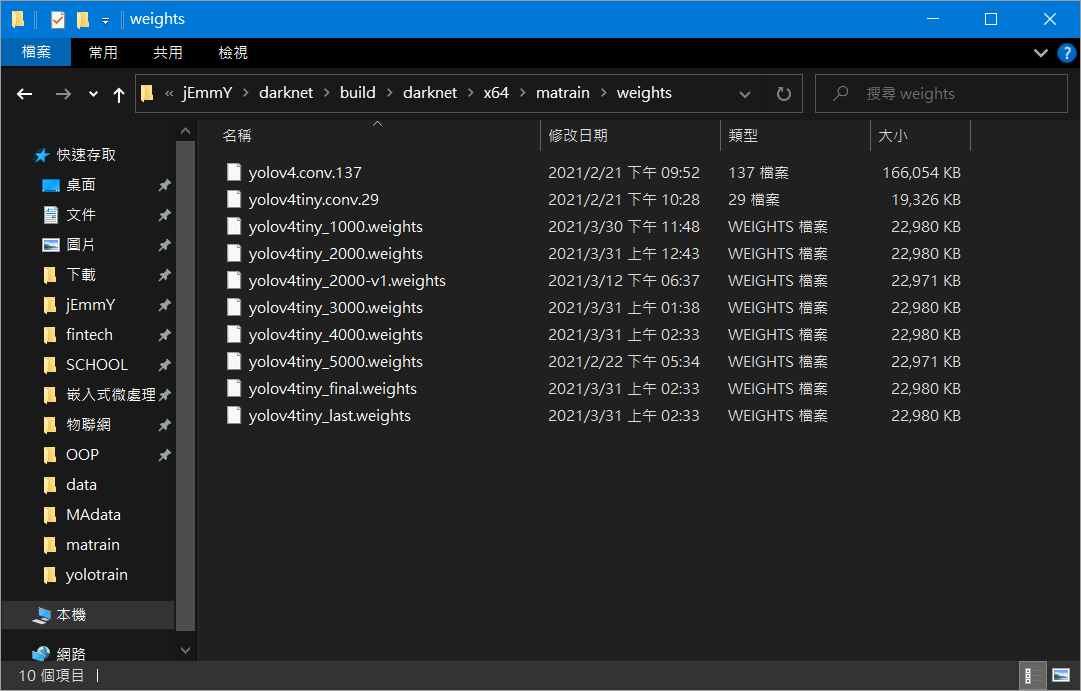 weights
檔案 常用 共用 檢視 ?
« jEmmY > darknet > build > darknet > x64 > matrain > weights 搜尋 weights
快速存取
桌面
文件
圖片
下載
jEmmY
fintech
SCHOOL
嵌入式微處理
物聯網
OOP
data
MAdata
matrain
yolotrain
本機
網路
名稱 修改日期 類型 大小
yolov4.conv.137 2021/2/21 下午 09:52 137 檔案 166,054 KB
yolov4tiny.conv.29 2021/2/21 下午 10:28 29 檔案 19,326 KB
yolov4tiny_1000.weights 2021/3/30 下午 11:48 WEIGHTS 檔案 22,980 KB
yolov4tiny_2000.weights 2021/3/31 上午 12:43 WEIGHTS 檔案 22,980 KB
yolov4tiny_2000-v1.weights 2021/3/12 下午 06:37 WEIGHTS 檔案 22,971 KB
yolov4tiny_3000.weights 2021/3/31 上午 01:38 WEIGHTS 檔案 22,980 KB
yolov4tiny_4000.weights 2021/3/31 上午 02:33 WEIGHTS 檔案 22,980 KB
yolov4tiny_5000.weights 2021/2/22 下午 05:34 WEIGHTS 檔案 22,971 KB
yolov4tiny_final.weights 2021/3/31 上午 02:33 WEIGHTS 檔案 22,980 KB
yolov4tiny_last.weights 2021/3/31 上午 02:33 WEIGHTS 檔案 22,980 KB
10 個項目